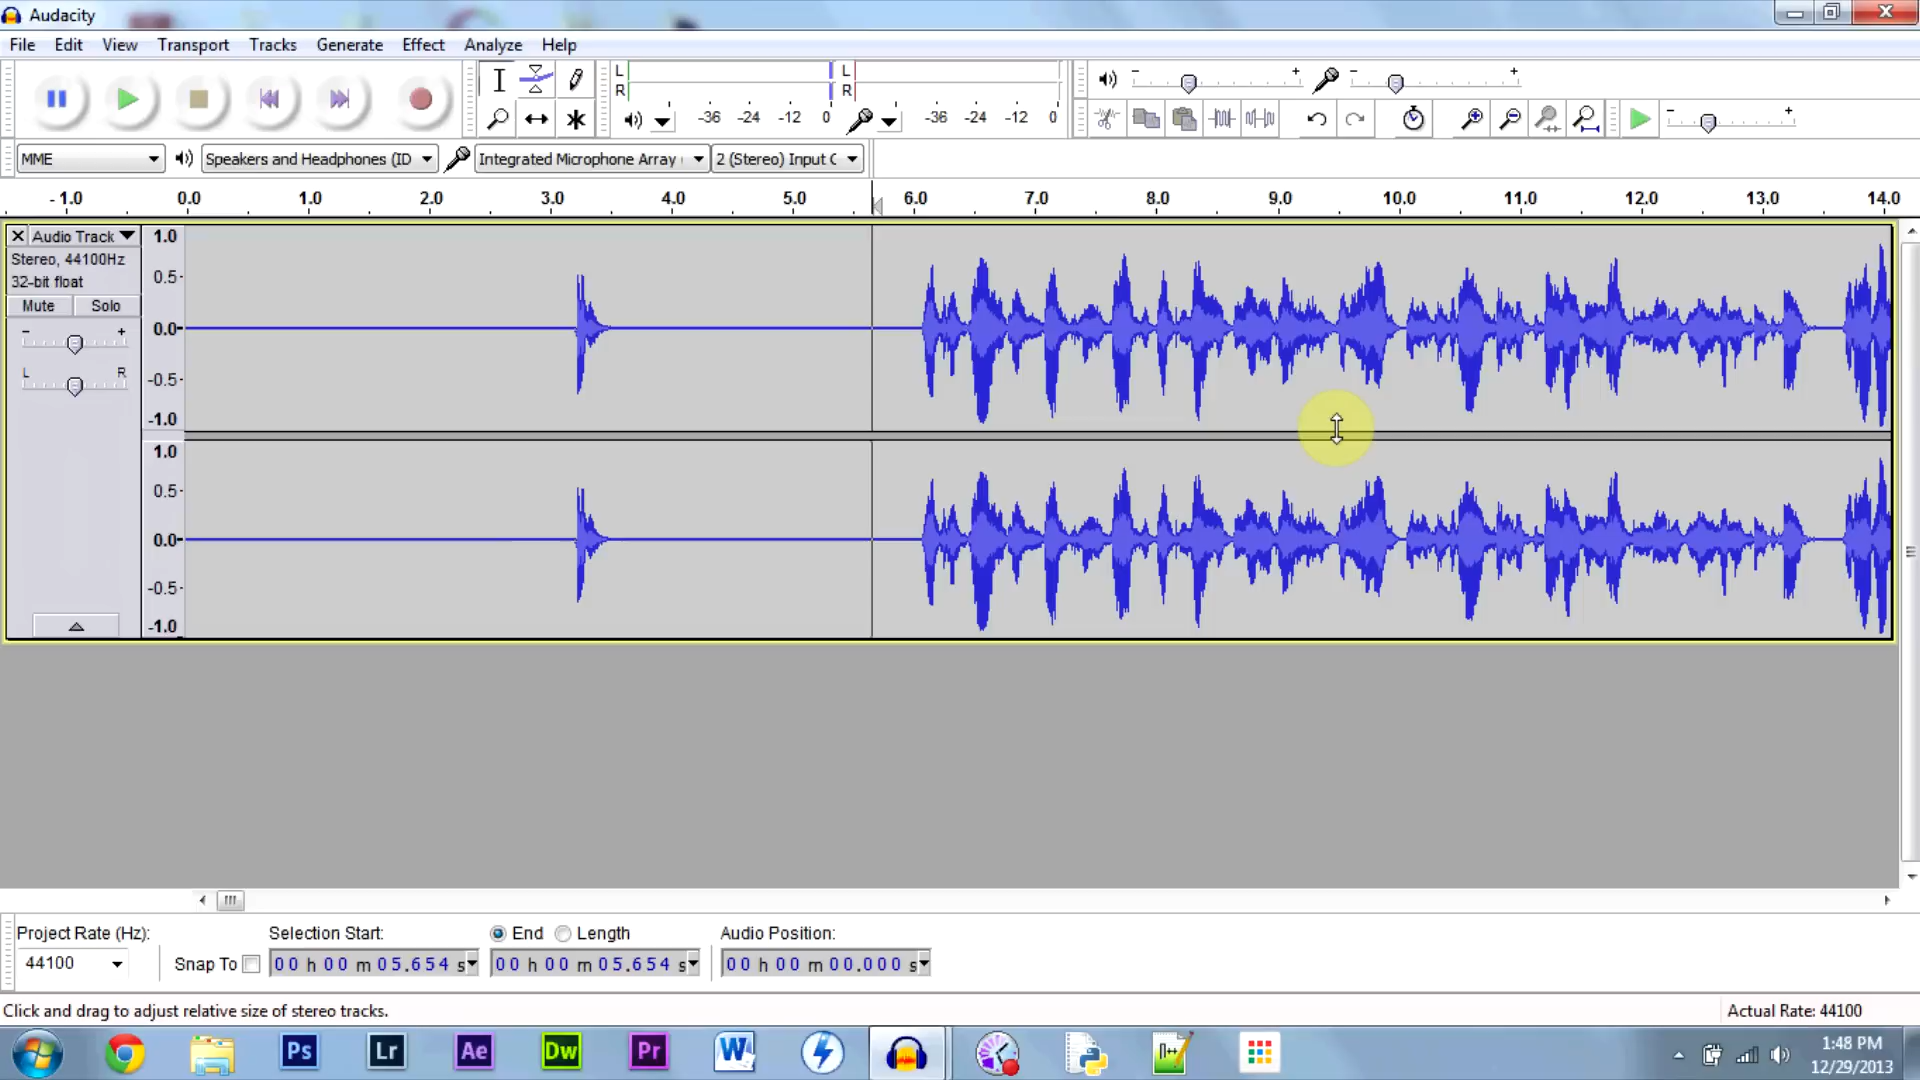 Audacity
File Edit View Transport Tracks Generate Effect Analyze Help
L R -36 -24 -12 0 L R -36 -24 -12 0
MME Speakers and Headphones (ID Integrated Microphone Array 2 (Stereo) Input C
-1.0 0.0 1.0 2.0 3.0 4.0 5.0 6.0 7.0 8.0 9.0 10.0 11.0 12.0 13.0 14.0
X Audio Track
Stereo, 44100Hz
32-bit float
Mute Solo
- +
L R
1.0
0.5
0.0
-0.5
-1.0
1.0
0.5
0.0
-0.5
-1.0
Project Rate (Hz): Selection Start: End Length Audio Position:
44100 Snap To 00 h 00 m 05.654 s 00 h 00 m 05.654 s 00 h 00 m 00.000 s
Click and drag to adjust relative size of stereo tracks. Actual Rate: 44100
Ps Lr Ae Dw Pr W
1:48 PM
12/29/2013